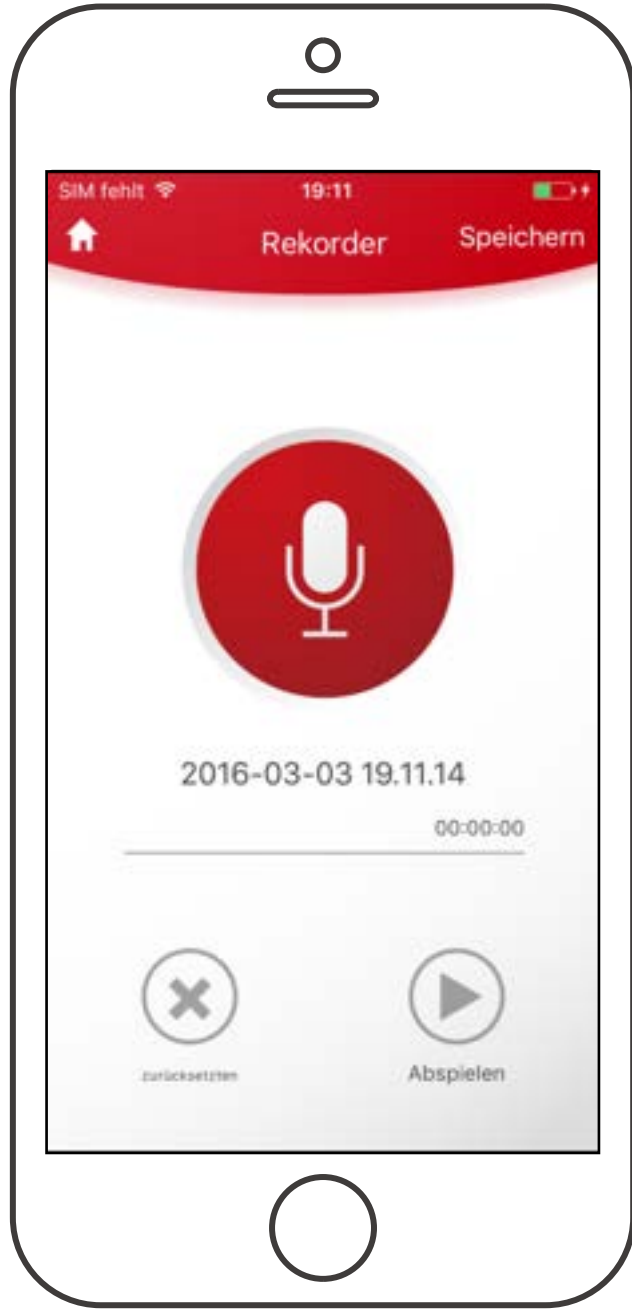 SIM fehlt 19:11
Rekorder Speichern
2016-03-03 19.11.14
00:00:00
zurücksetzten Abspielen